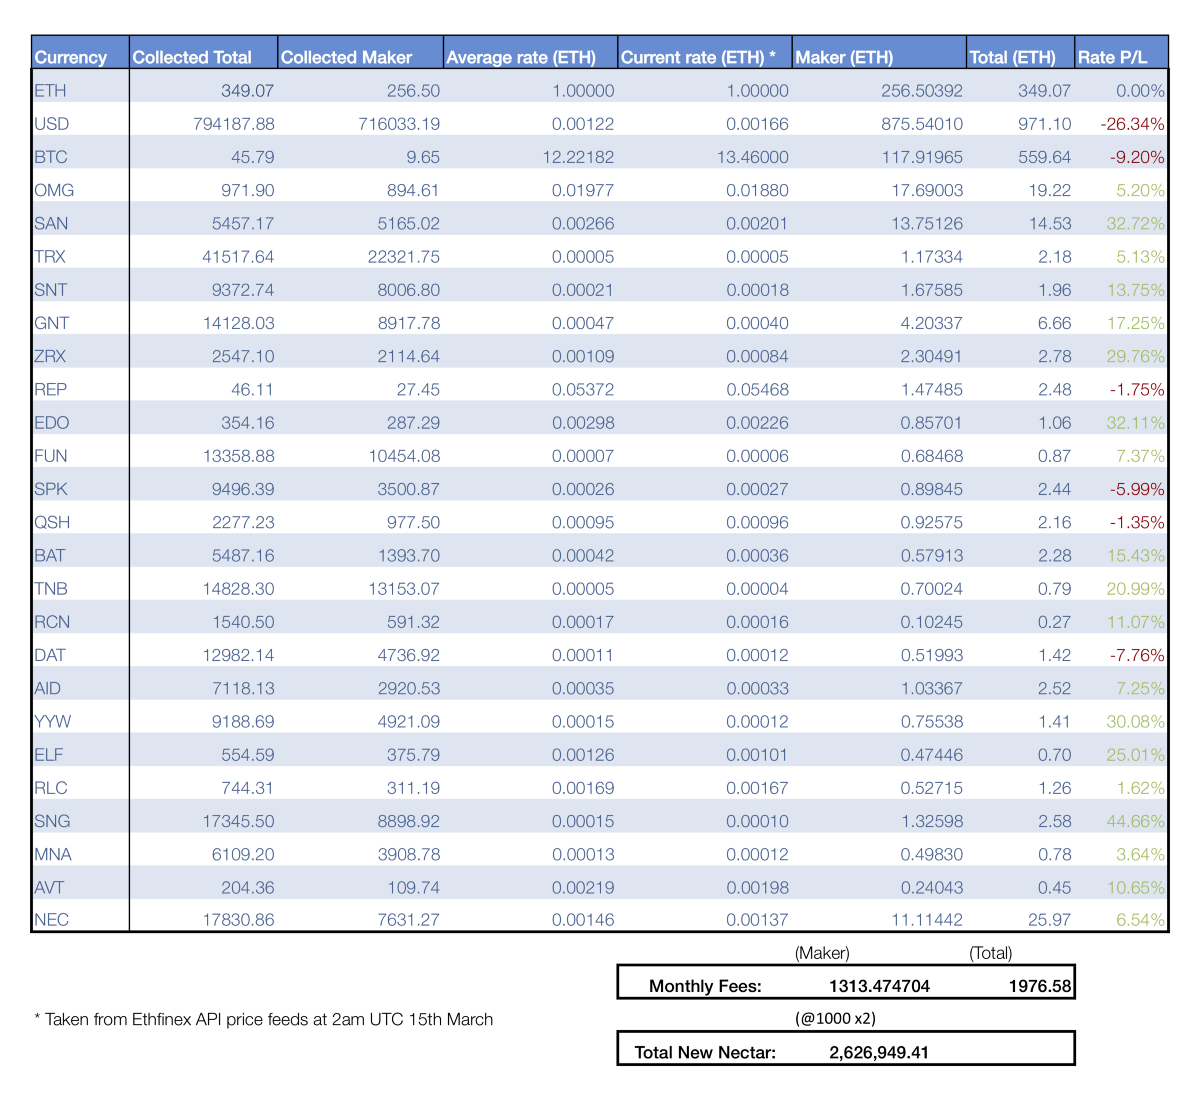 Currency Collected Total Collected Maker Average rate (ETH) Current rate (ETH) * Maker (ETH) Total (ETH) Rate P/L
ETH 349.07 256.50 1.00000 1.00000 256.50392 349.07 0.00%
USD 794187.88 716033.19 0.00122 0.00166 875.54010 971.10 -26.34%
BTC 45.79 9.65 12.22182 13.46000 117.91965 559.64 -9.20%
OMG 971.90 894.61 0.01977 0.01880 17.69003 19.22 5.20%
SAN 5457.17 5165.02 0.00266 0.00201 13.75126 14.53 32.72%
TRX 41517.64 22321.75 0.00005 0.00005 1.17334 2.18 5.13%
SNT 9372.74 8006.80 0.00021 0.00018 1.67585 1.96 13.75%
GNT 14128.03 8917.78 0.00047 0.00040 4.20337 6.66 17.25%
ZRX 2547.10 2114.64 0.00109 0.00084 2.30491 2.78 29.76%
REP 46.11 27.45 0.05372 0.05468 1.47485 2.48 -1.75%
EDO 354.16 287.29 0.00298 0.00226 0.85701 1.06 32.11%
FUN 13358.88 10454.08 0.00007 0.00006 0.68468 0.87 7.37%
SPK 9496.39 3500.87 0.00026 0.00027 0.89845 2.44 -5.99%
QSH 2277.23 977.50 0.00095 0.00096 0.92575 2.16 -1.35%
BAT 5487.16 1393.70 0.00042 0.00036 0.57913 2.28 15.43%
TNB 14828.30 13153.07 0.00005 0.00004 0.70024 0.79 20.99%
RCN 1540.50 591.32 0.00017 0.00016 0.10245 0.27 11.07%
DAT 12982.14 4736.92 0.00011 0.00012 0.51993 1.42 -7.76%
AID 7118.13 2920.53 0.00035 0.00033 1.03367 2.52 7.25%
YYW 9188.69 4921.09 0.00015 0.00012 0.75538 1.41 30.08%
ELF 554.59 375.79 0.00126 0.00101 0.47446 0.70 25.01%
RLC 744.31 311.19 0.00169 0.00167 0.52715 1.26 1.62%
SNG 17345.50 8898.92 0.00015 0.00010 1.32598 2.58 44.66%
MNA 6109.20 3908.78 0.00013 0.00012 0.49830 0.78 3.64%
AVT 204.36 109.74 0.00219 0.00198 0.24043 0.45 10.65%
NEC 17830.86 7631.27 0.00146 0.00137 11.11442 25.97 6.54%
(Maker) (Total)
Monthly Fees: 1313.474704 1976.58
* Taken from Ethfinex API price feeds at 2am UTC 15th March (@1000 x2)
Total New Nectar: 2,626,949.41